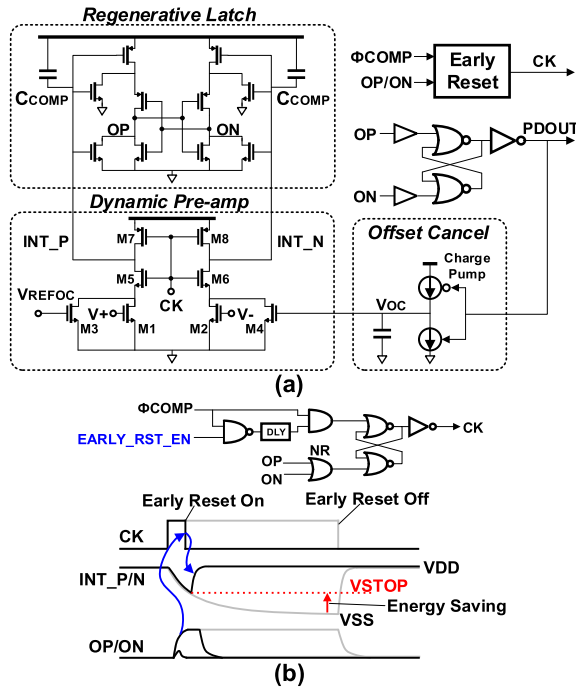 Regenerative Latch
CCOMP
CCOMP
OP
ON
ΦCOMP
OP/ON
Early
Reset
CK
OP
ON
PDOUT
Dynamic Pre-amp
INT_P
INT_N
M7
M8
M5
M6
CK
VREFOC
V+
V-
M3
M1
M2
M4
Offset Cancel
Charge
Pump
VOC
(a)
ΦCOMP
EARLY_RST_EN
DLY
OP
ON
NR
CK
Early Reset On
Early Reset Off
CK
INT_P/N
VDD
VSTOP
Energy Saving
VSS
OP/ON
(b)